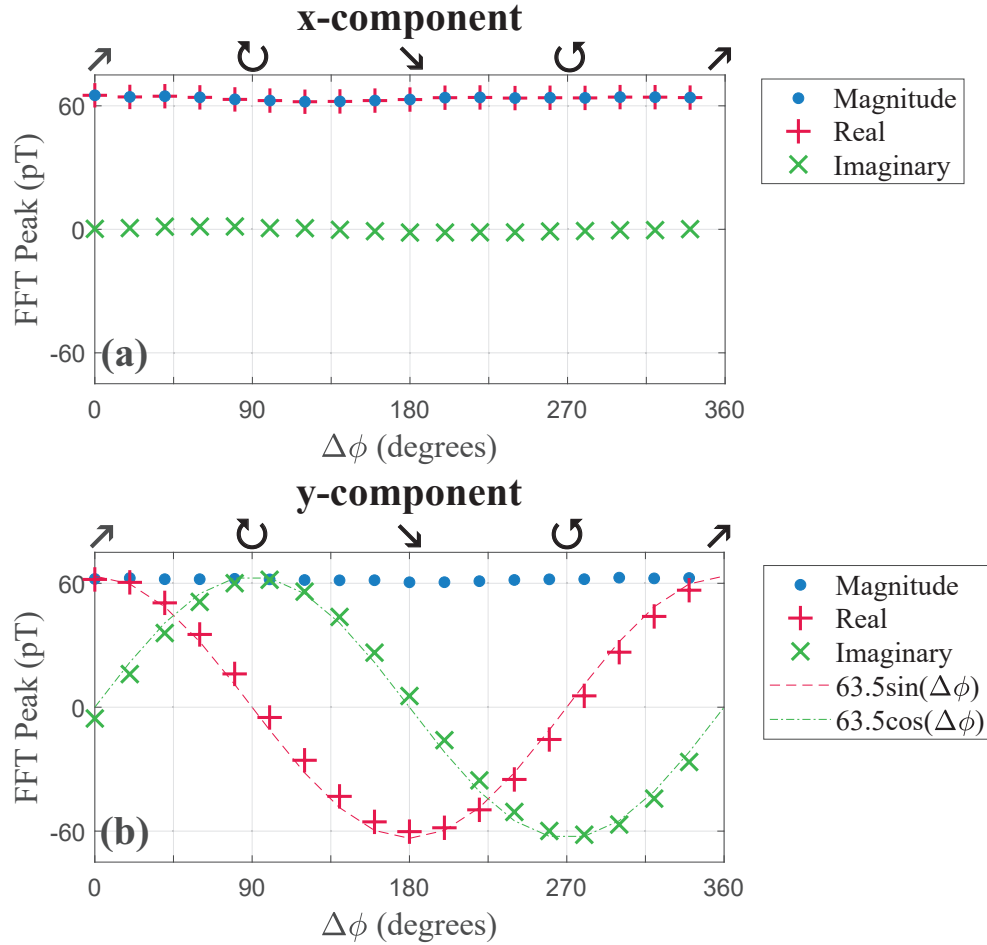 x-component
60
0
-60
FFT Peak (pT)
(a)
0 90 180 270 360
Δϕ (degrees)
Magnitude
Real
Imaginary
y-component
60
0
-60
FFT Peak (pT)
(b)
0 90 180 270 360
Δϕ (degrees)
Magnitude
Real
Imaginary
63.5sin(Δϕ)
63.5cos(Δϕ)